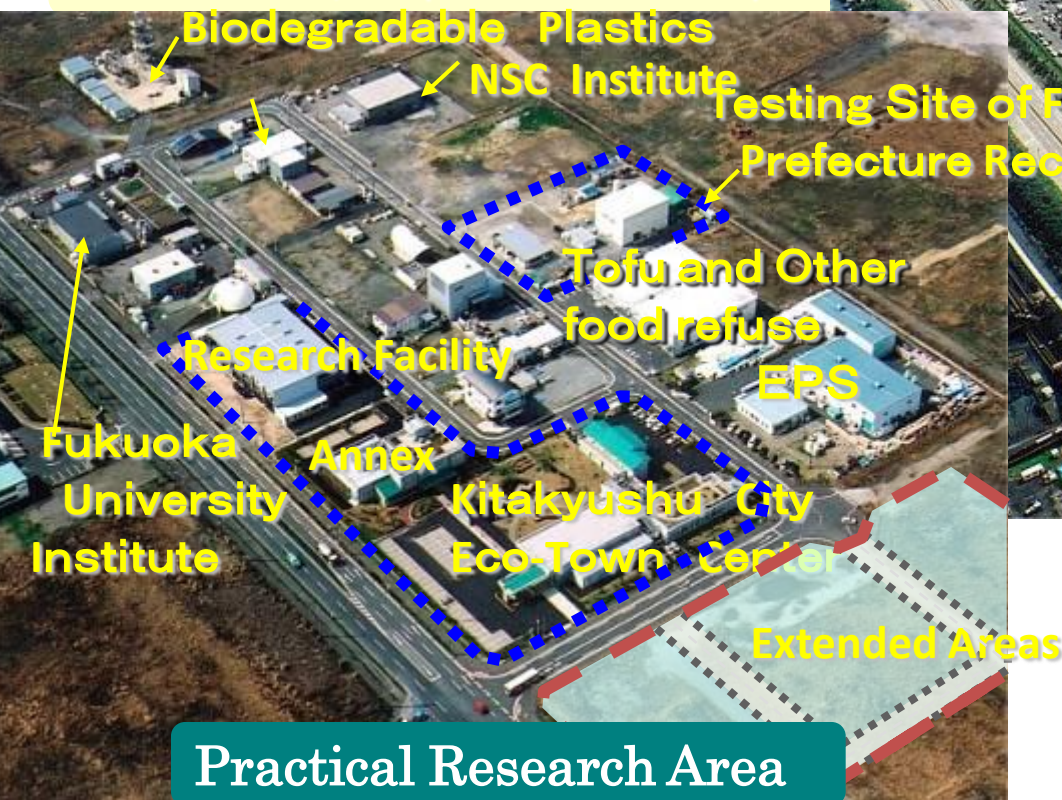 Biodegradable Plastics
NSC Institute
Testing Site of
Prefecture
Tofu and Other
food refuse
EPS
Research Facility
Annex
Fukuoka
University
Institute
Kitakyushu City
Eco-Town Center
Extended Areas
Practical Research Area